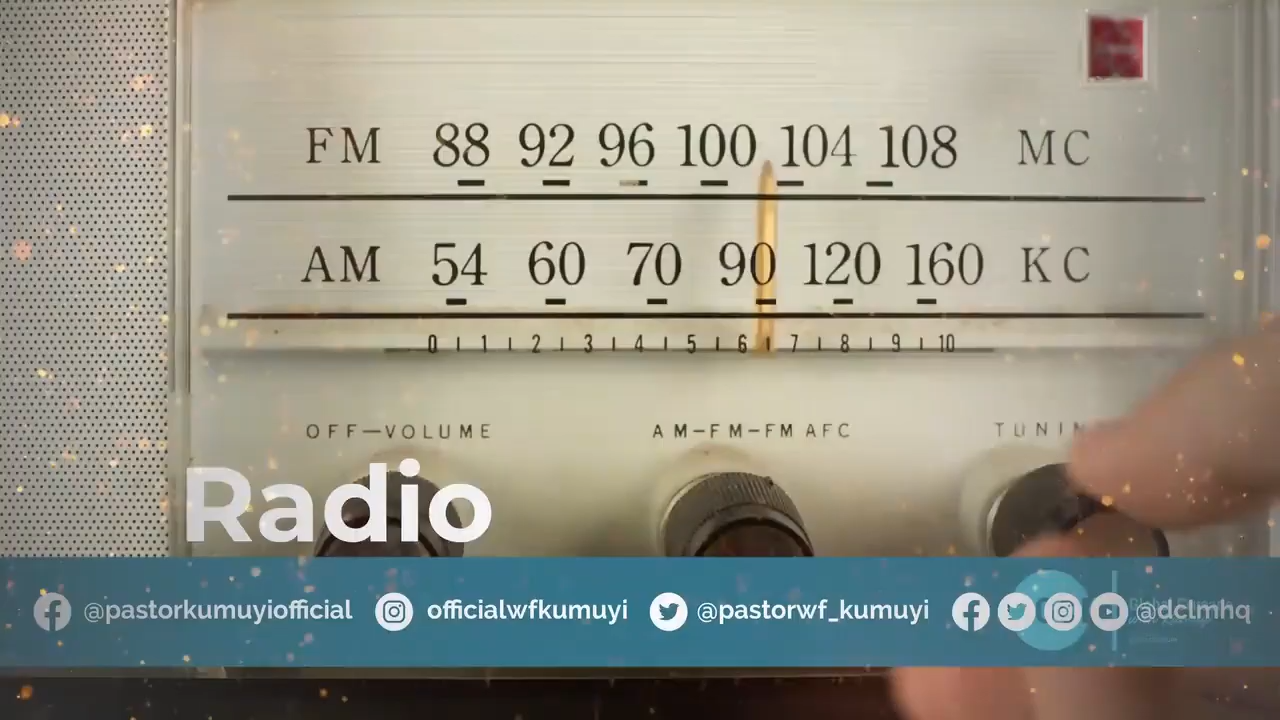 FM 88 92 96 100 104 108 MC
AM 54 60 70 90 120 160 KC
0 1 2 3 4 5 6 7 8 9 10
OFF—VOLUME AM—FM—FM AFC
Radio
@pastorkumuyiofficial officialwfkumuyi @pastorwf_kumuyi @dclmhq